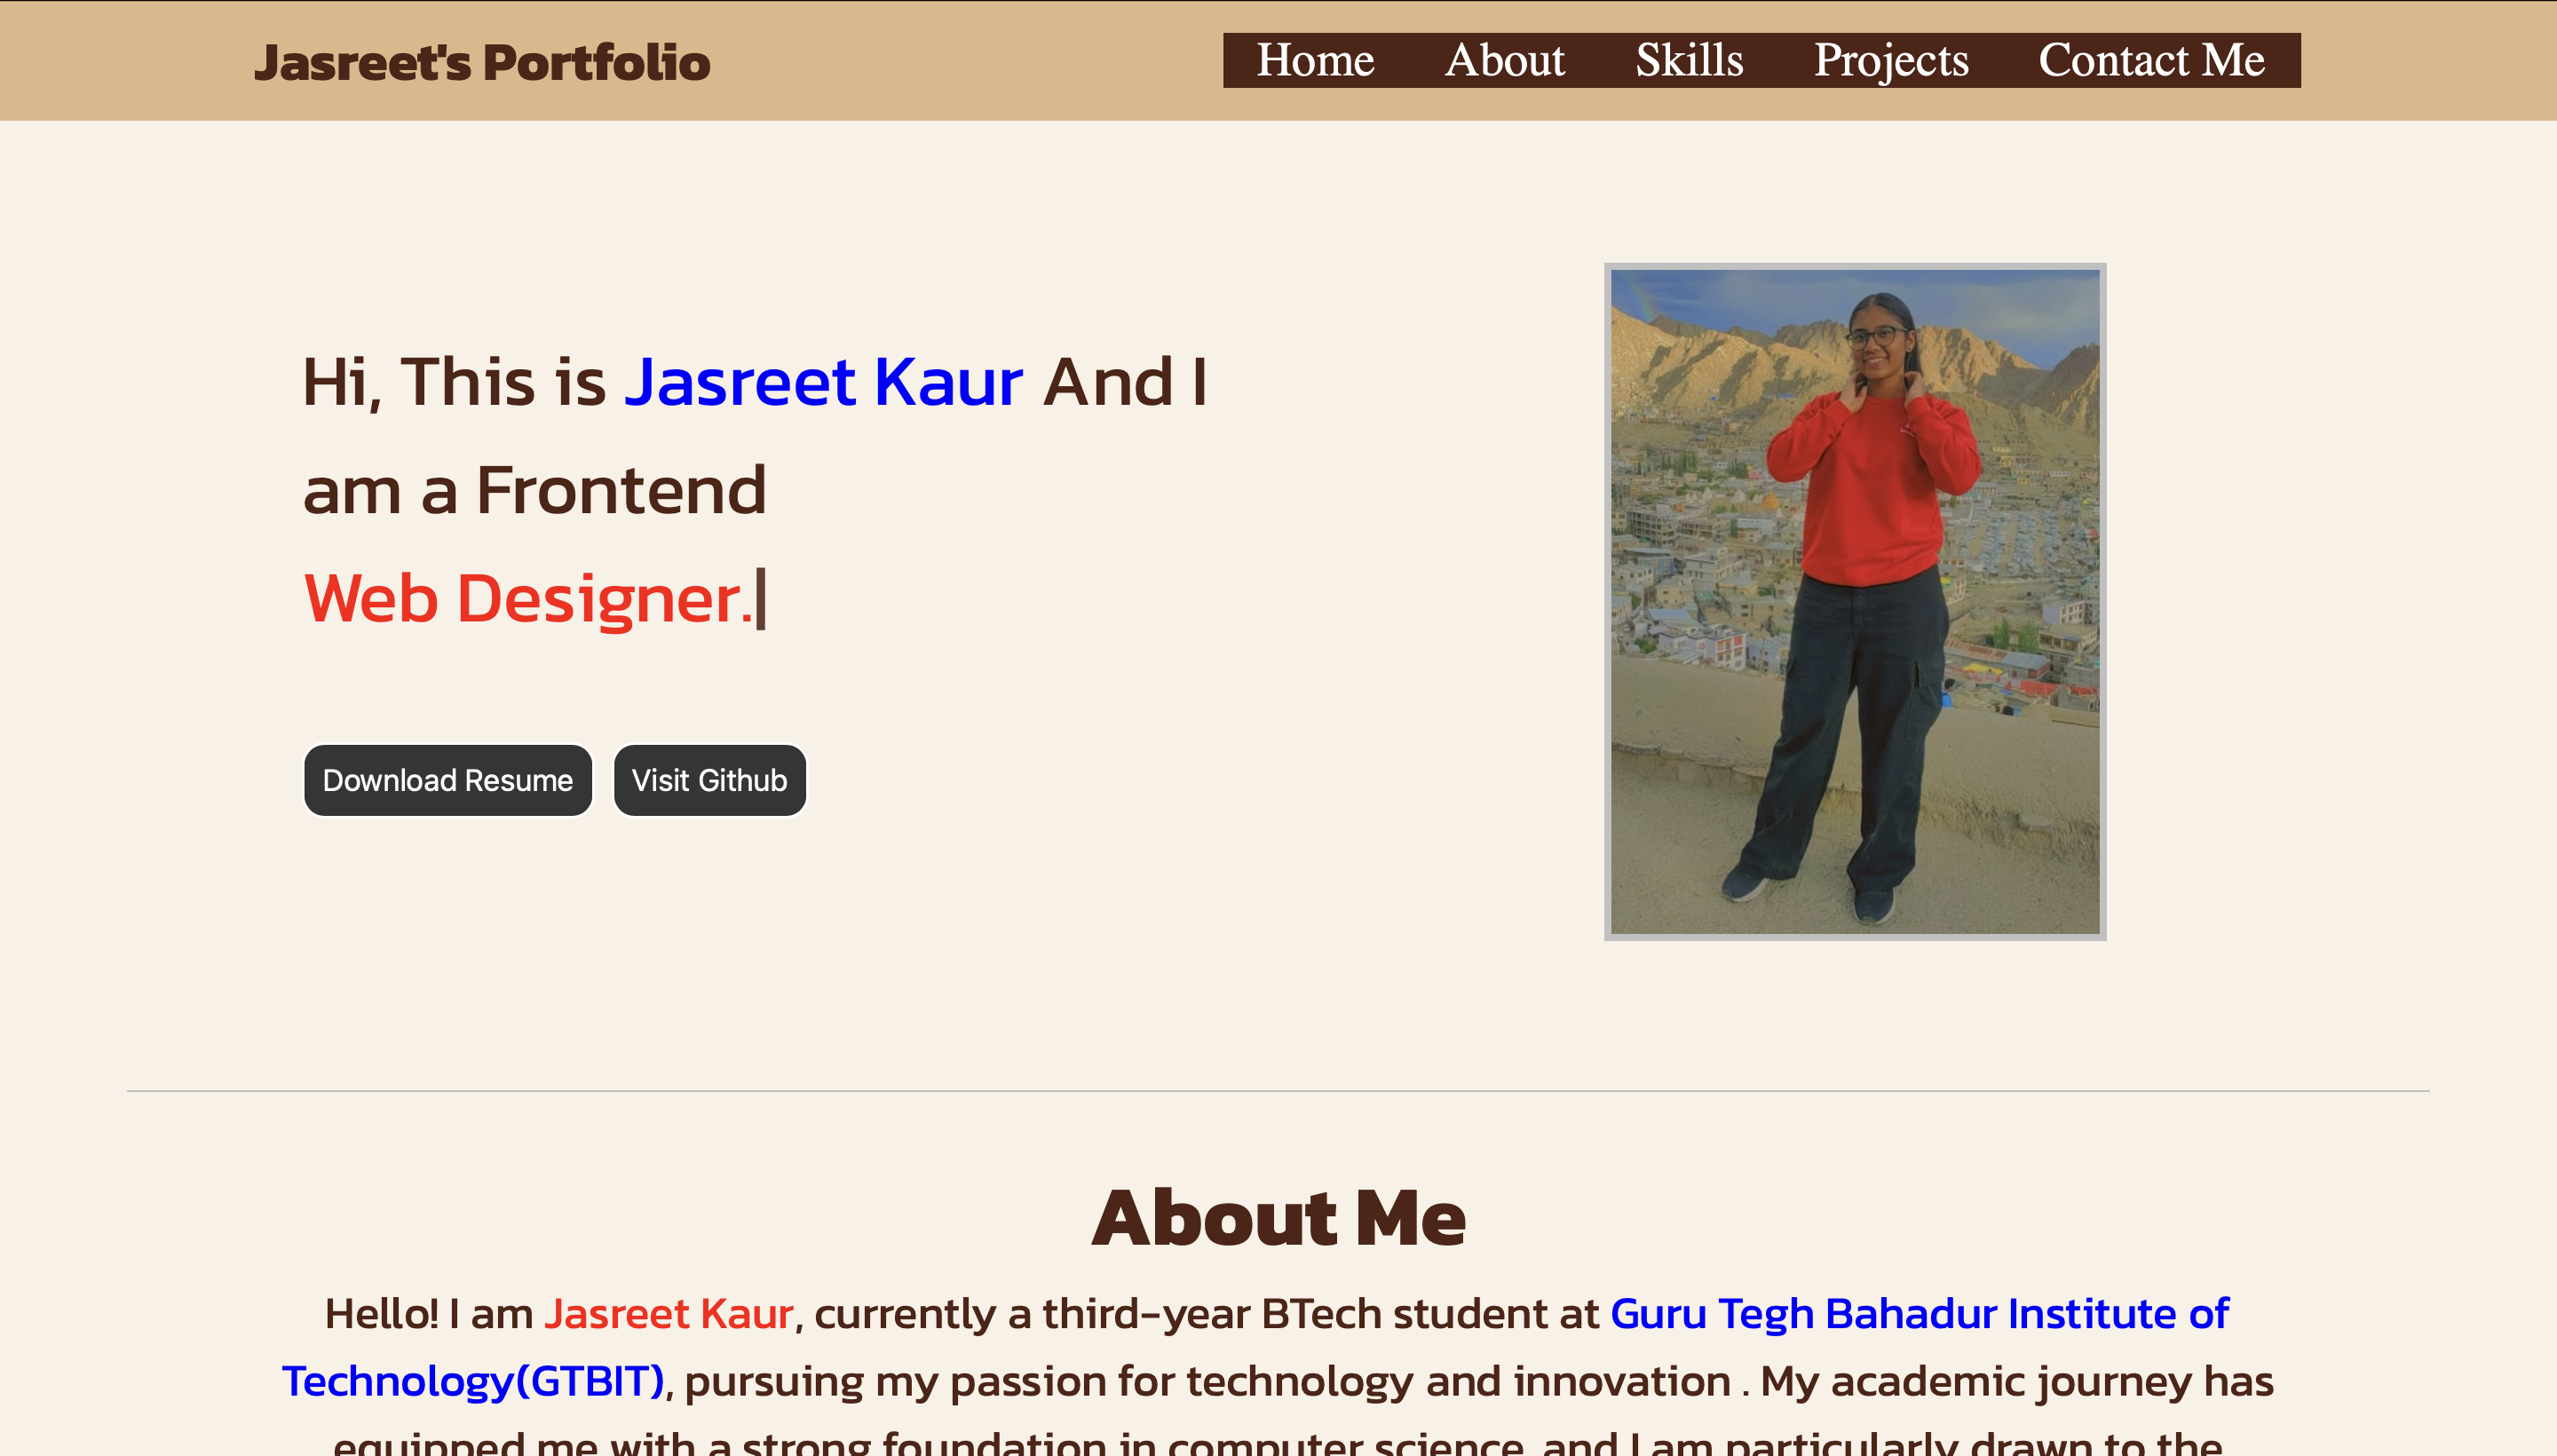 Jasreet's Portfolio
Home About Skills Projects Contact Me
Hi, This is Jasreet Kaur And I
am a Frontend
Web Designer.
Download Resume Visit Github
About Me
Hello! I am Jasreet Kaur, currently a third-year BTech student at Guru Tegh Bahadur Institute of
Technology(GTBIT), pursuing my passion for technology and innovation . My academic journey has
equipped me with a strong foundation in computer science, and I am particularly drawn to the